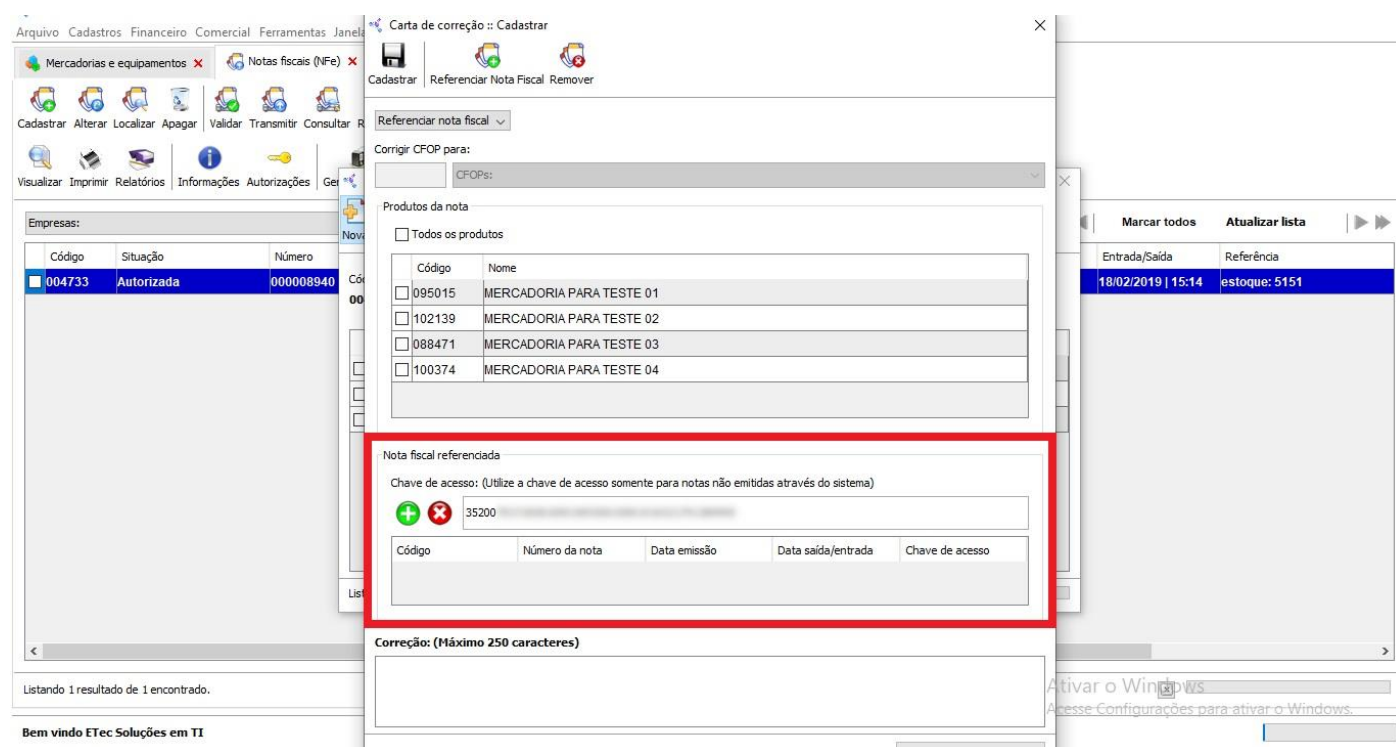 Carta de correção :: Cadastrar
Arquivo Cadastros Financeiro Comercial Ferramentas Janela
Mercadorias e equipamentos
Notas fiscais (NFe)
Cadastrar Alterar Localizar Apagar Validar Transmitir Consultar
Visualizar Imprimir Relatórios Informações Autorizações
Empresas:
Código Situação Número
004733 Autorizada 000008940
Cadastrar Referenciar Nota Fiscal Remover
Referenciar nota fiscal
Corrigir CFOP para:
CFOPs:
Produtos da nota
Todos os produtos
Código Nome
095015 MERCADORIA PARA TESTE 01
102139 MERCADORIA PARA TESTE 02
088471 MERCADORIA PARA TESTE 03
100374 MERCADORIA PARA TESTE 04
Nota fiscal referenciada
Chave de acesso: (Utilize a chave de acesso somente para notas não emitidas através do sistema)
35200
Código Número da nota Data emissão Data saída/entrada Chave de acesso
Correção: (Máximo 250 caracteres)
Marcar todos Atualizar lista
Entrada/Saída Referência
18/02/2019 | 15:14 estoque: 5151
Listando 1 resultado de 1 encontrado.
Bem vindo ETec Soluções em TI
Ativar o Windows
Acesse Configurações para ativar o Windows.